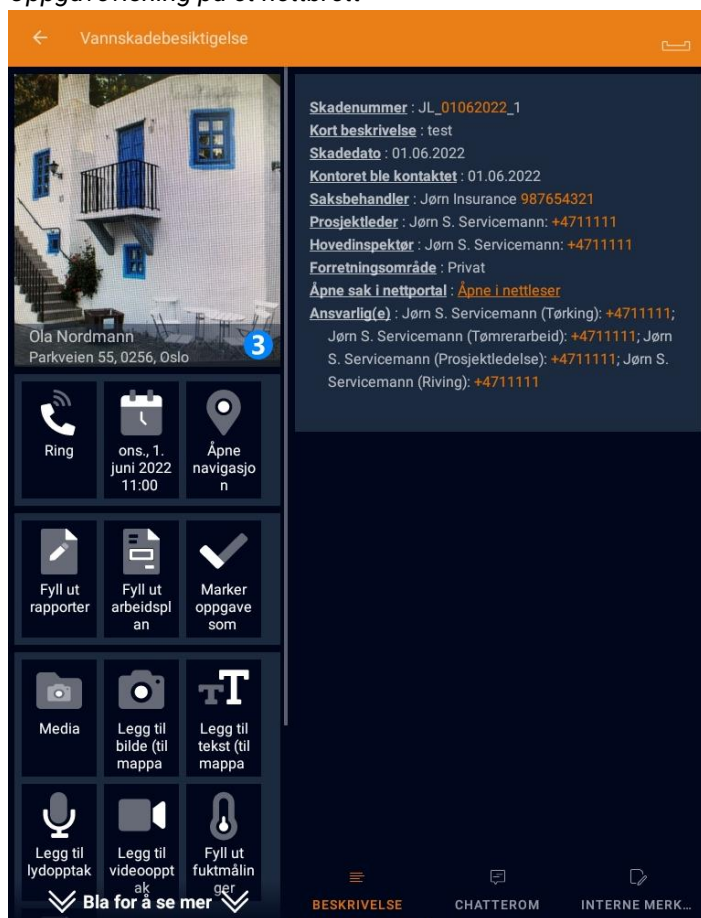 Vannskadebesiktigelse
Ola Nordmann
Parkveien 55, 0256, Oslo
3
Ring
ons., 1.
juni 2022
11:00
Åpne
navigasjo
n
Fyll ut
rapporter
Fyll ut
arbeidspl
an
Marker
oppgave
som
Media
Legg til
bilde (til
mappa
Legg til
tekst (til
mappa
Legg til
lydopptak
Legg til
videoooppt
ak
Fyll ut
fuktmålin
ger
Bla for å se mer
Skadenummer : JL_01062022_1
Kort beskrivelse : test
Skadedato : 01.06.2022
Kontoret ble kontaktet : 01.06.2022
Saksbehandler : Jørn Insurance 987654321
Prosjektleder : Jørn S. Servicemann: +4711111
Hovedinspektør : Jørn S. Servicemann: +4711111
Forretningsområde : Privat
Åpne sak i nettportal : Åpne i nettleser
Ansvarlig(e) : Jørn S. Servicemann (Tørking): +4711111;
Jørn S. Servicemann (Tømrerarbeid): +4711111; Jørn
S. Servicemann (Prosjektledelse): +4711111; Jørn S.
Servicemann (Riving): +4711111
BESKRIVELSE
CHATTEROM
INTERNE MERK...